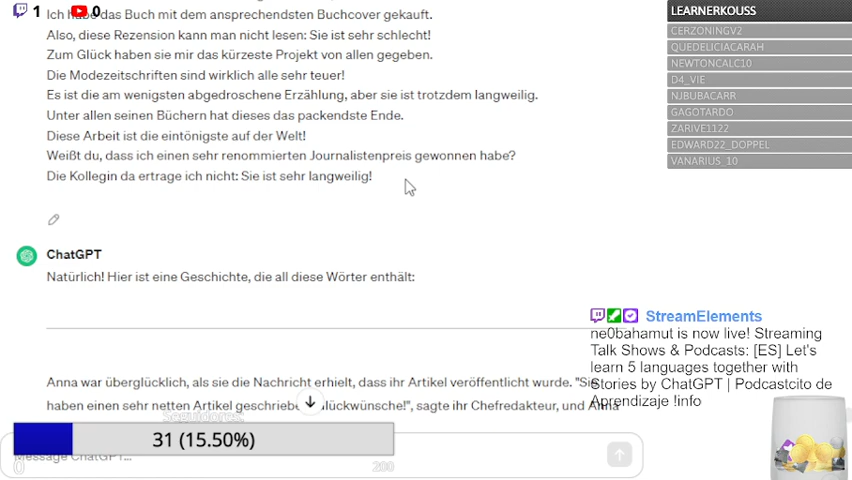 1
0
Ich habe das Buch mit dem ansprechendsten Buchcover gekauft.
Also, diese Rezension kann man nicht lesen: Sie ist sehr schlecht!
Zum Glück haben sie mir das kürzeste Projekt von allen gegeben.
Die Modezeitschriften sind wirklich alle sehr teuer!
Es ist die am wenigsten abgedroschene Erzählung, aber sie ist trotzdem langweilig.
Unter allen seinen Büchern hat dieses das packendste Ende.
Diese Arbeit ist die eintönigste auf der Welt!
Weißt du, dass ich einen sehr renommierten Journalistenpreis gewonnen habe?
Die Kollegin da ertrage ich nicht: Sie ist sehr langweilig!
ChatGPT
Natürlich! Hier ist eine Geschichte, die all diese Wörter enthält:
Anna war überglücklich, als sie die Nachricht erhielt, dass ihr Artikel veröffentlicht wurde. "Sie
haben einen sehr netten Artikel geschrieben Glückwünsche!", sagte ihr Chefredakteur, und Anna
Seguidores:
31 (15.50%)
Message ChatGPT...
0
200
LEARNERKOUSS
CERZONINGV2
QUEDELICIACARAH
NEWTONCALC10
D4_VIE
NJBUBACARR
GAGOTARDO
ZARIVE1122
EDWARD22_DOPPEL
VANARIUS_10
StreamElements
ne0bahamut is now live! Streaming
Talk Shows & Podcasts: [ES] Let's
learn 5 languages together with
Stories by ChatGPT | Podcastcito de
Aprendizaje !info